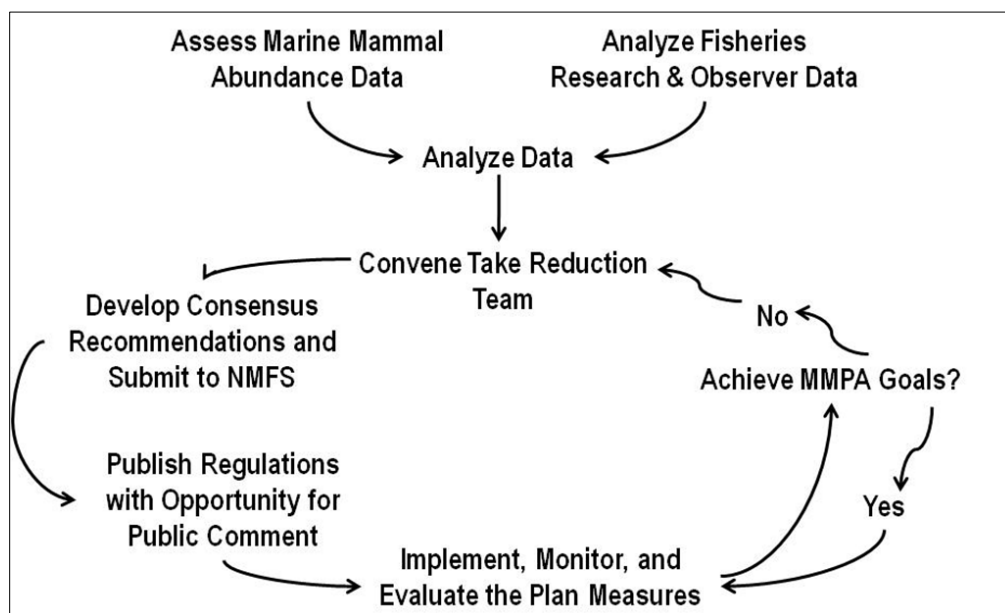 Assess Marine Mammal
Abundance Data
Analyze Fisheries
Research & Observer Data
Analyze Data
Convene Take Reduction
Team
Develop Consensus
Recommendations and
Submit to NMFS
No
Achieve MMPA Goals?
Publish Regulations
with Opportunity for
Public Comment
Yes
Implement, Monitor, and
Evaluate the Plan Measures